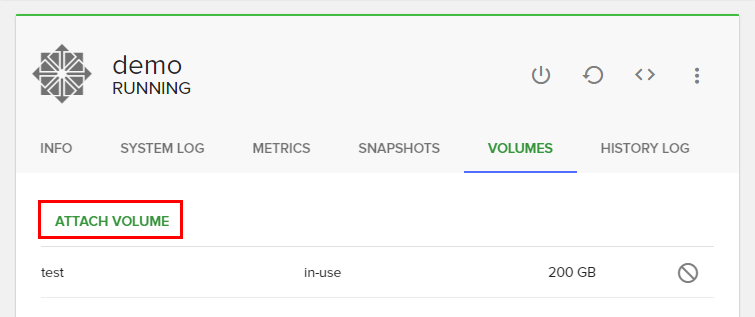 demo
RUNNING
INFO SYSTEM LOG METRICS SNAPSHOTS VOLUMES HISTORY LOG
ATTACH VOLUME
test in-use 200 GB